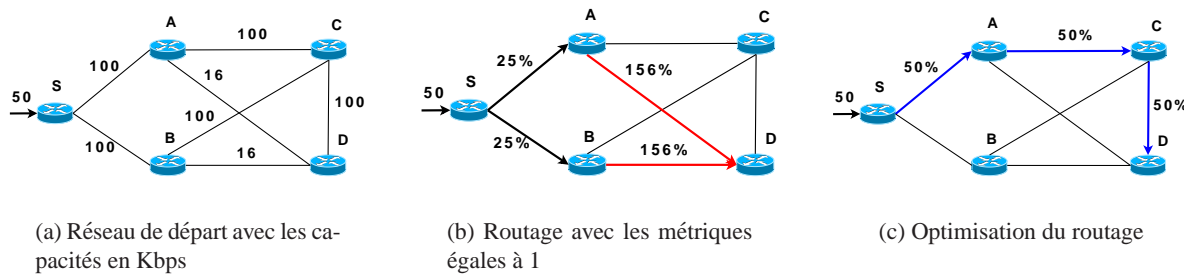 A
C
100
100
16
S
50
100
100
B
D
100
16
(a) Réseau de départ avec les ca-
pacités en Kbps
A
C
25%
156%
S
50
B
D
25%
156%
(b) Routage avec les métriques
égales à 1
A
C
50%
50%
S
50
50%
B
D
(c) Optimisation du routage